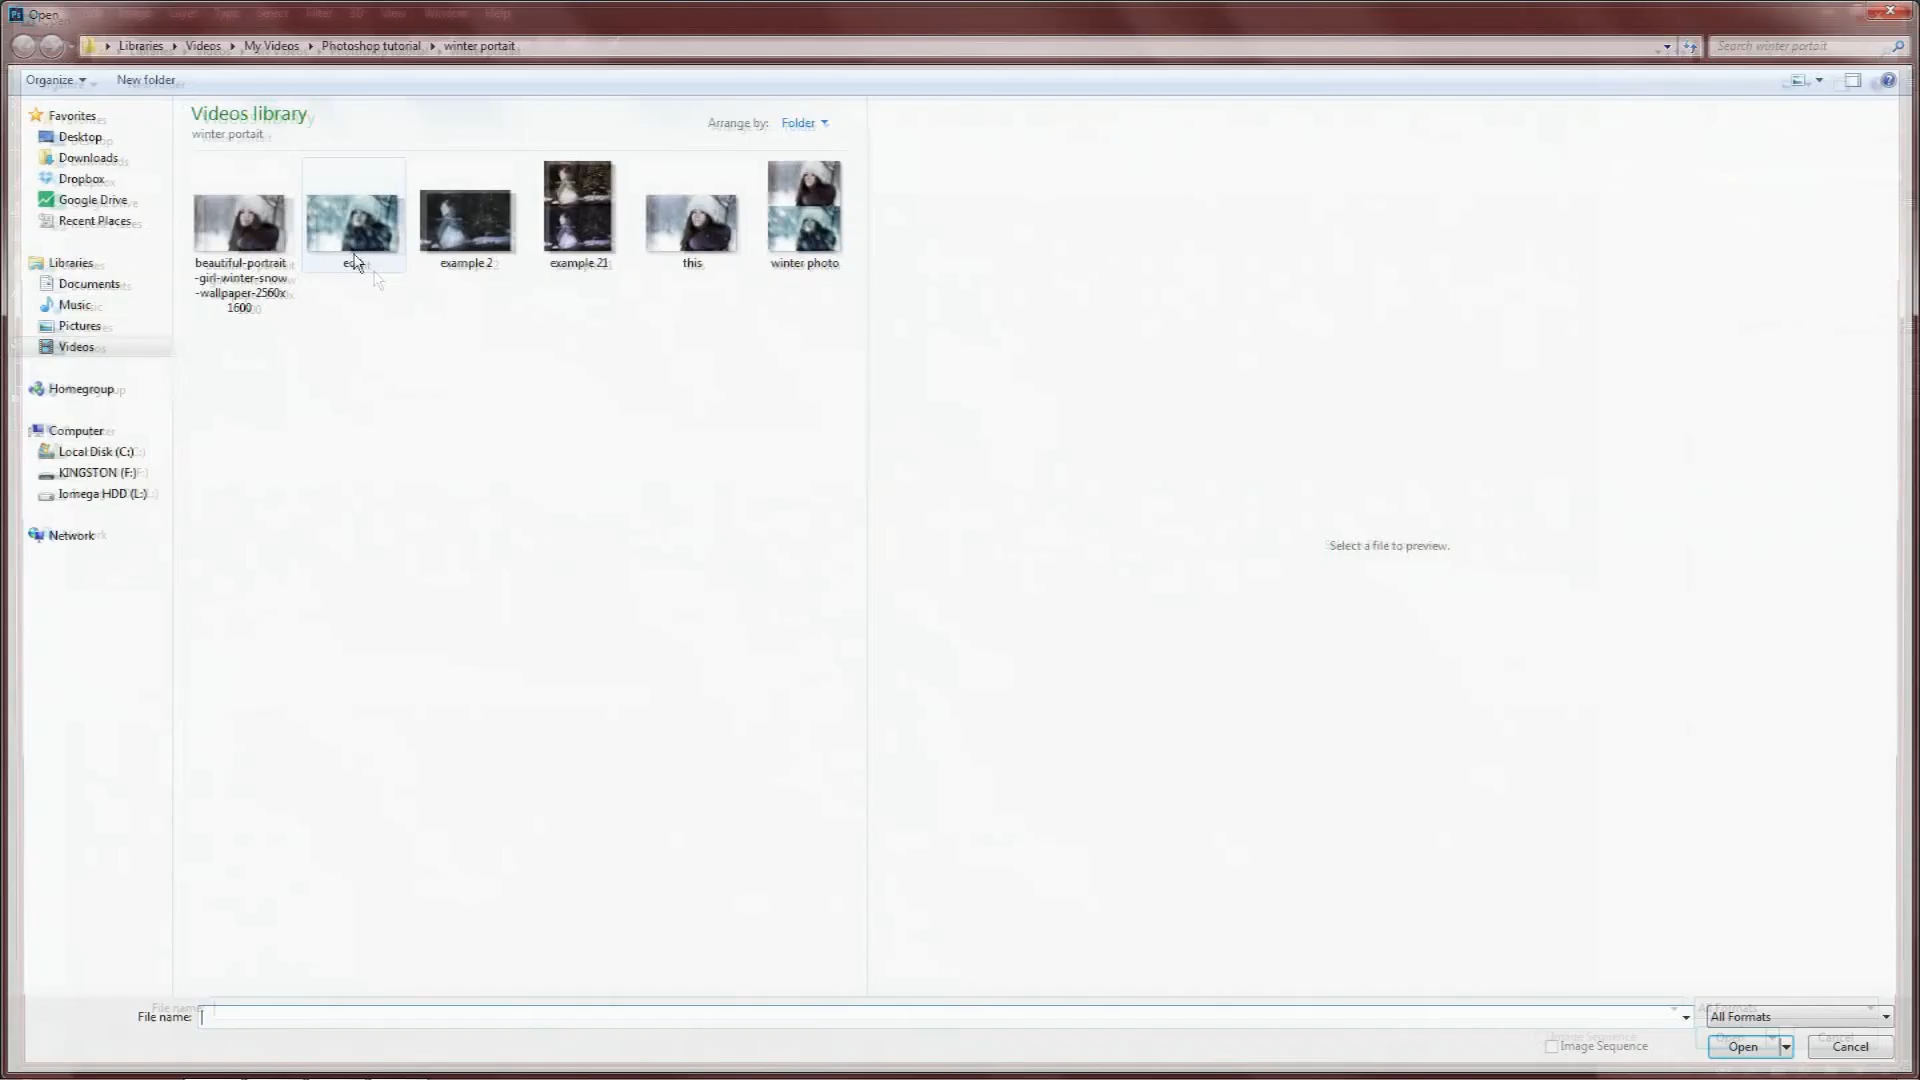 Open
Libraries Videos My Videos Photoshop tutorial winter portait
Search winter portait
Organize New folder
Videos library
winter portait
Arrange by: Folder
Favorites
Desktop
Downloads
Dropbox
Google Drive
Recent Places
Libraries
Documents
Music
Pictures
Videos
Homegroup
Computer
Local Disk (C:)
KINGSTON (F:)
Iomega HDD (L:)
Network
beautiful-portrait
-girl-winter-snow
-wallpaper-2560x
1600
example 2
example 21
this
winter photo
Select a file to preview.
File name:
All Formats
Image Sequence
Open
Cancel